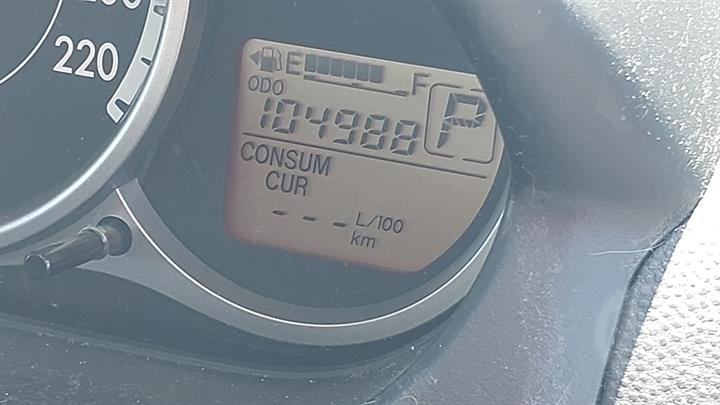 220
E F
ODO
104988 P
CONSUM
CUR
--- L/100
km